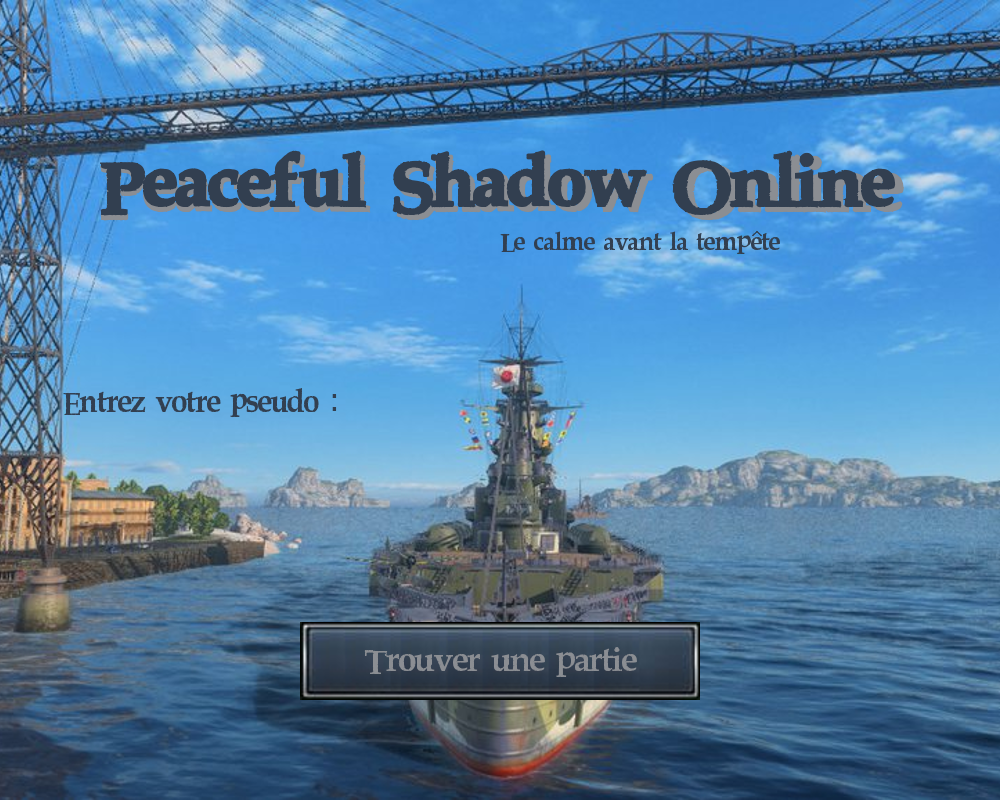 Peaceful Shadow Online
Le calme avant la tempête
Entrez votre pseudo :
Trouver une partie